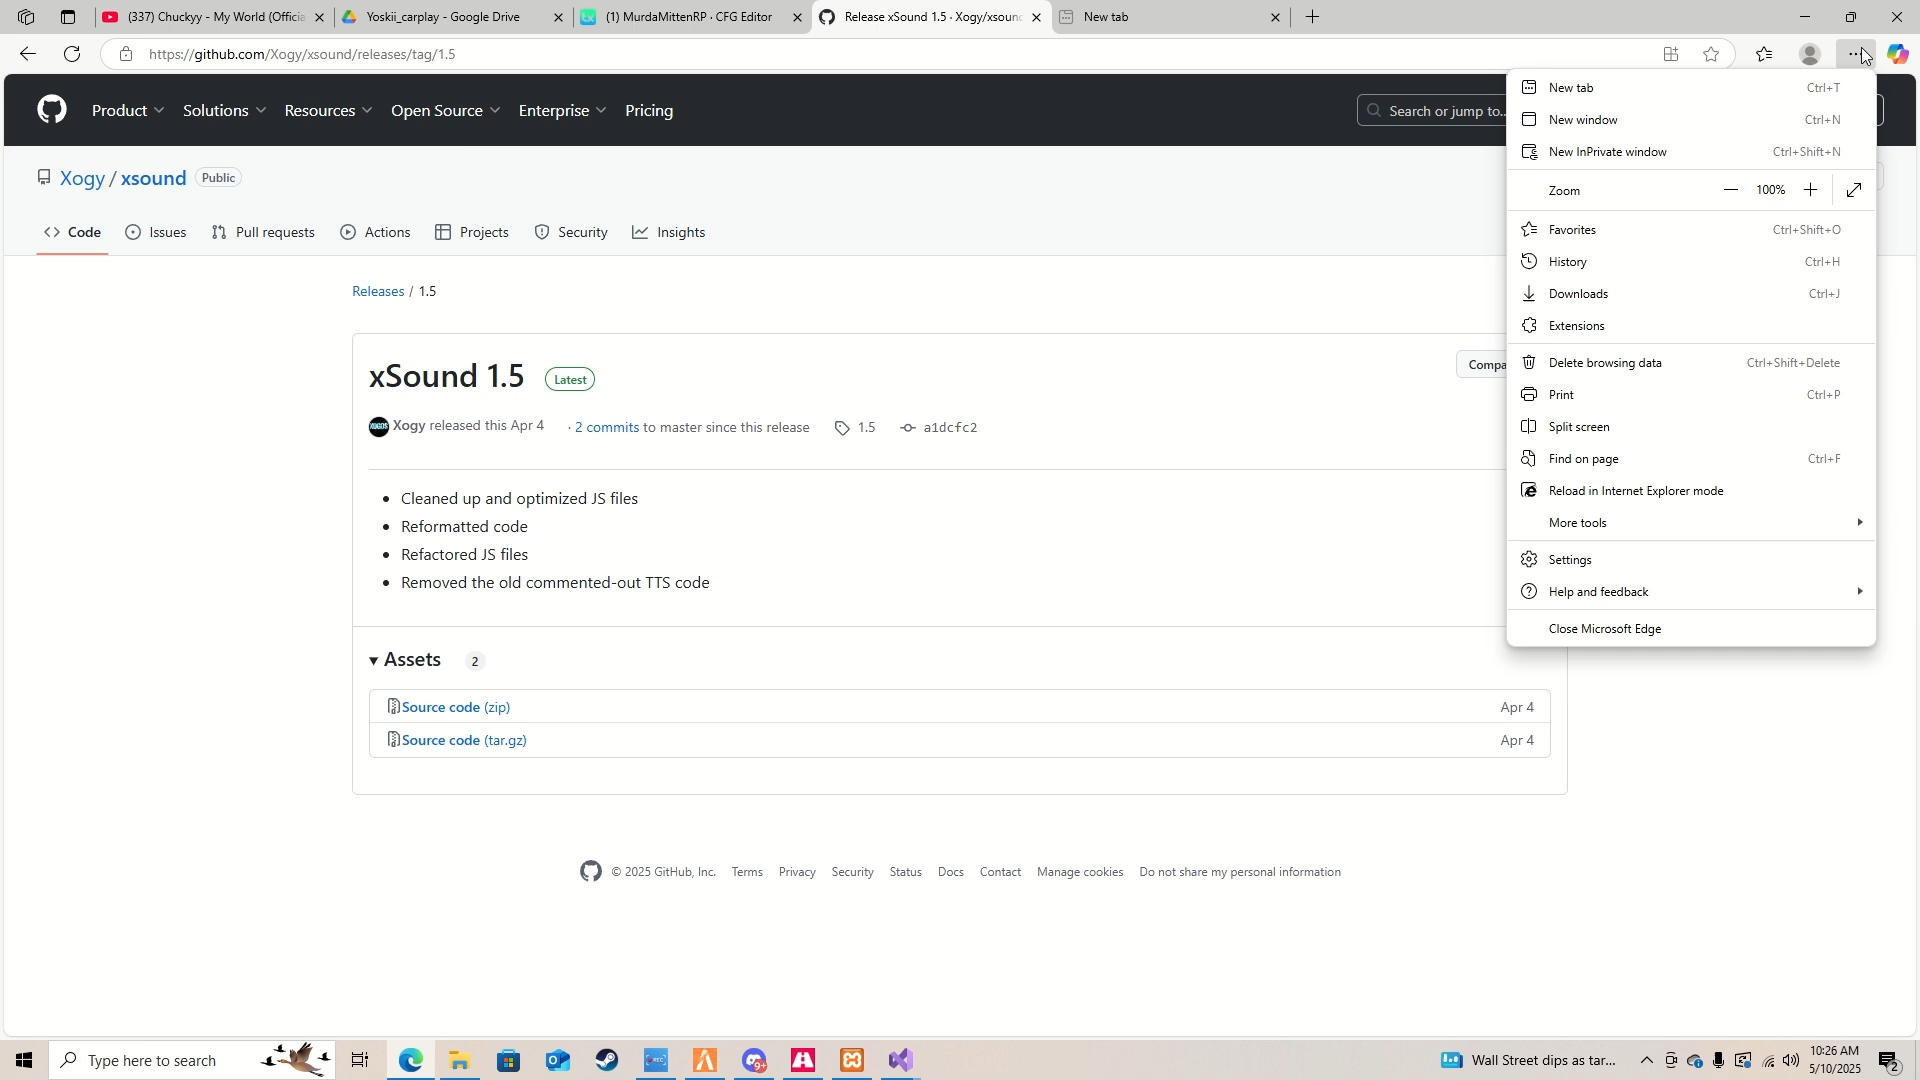 (337) Chuckyy - My World (Officia
Yoskii_carplay - Google Drive
(1) MurdaMittenRP · CFG Editor
Release xSound 1.5 · Xogy/xsoun
New tab
https://github.com/Xogy/xsound/releases/tag/1.5
Product
Solutions
Resources
Open Source
Enterprise
Pricing
Search or jump to...
Xogy / xsound
Public
Code
Issues
Pull requests
Actions
Projects
Security
Insights
Releases / 1.5
xSound 1.5
Latest
Compa
Xogy released this Apr 4
· 2 commits to master since this release
1.5
a1dcfc2
Cleaned up and optimized JS files
Reformatted code
Refactored JS files
Removed the old commented-out TTS code
Assets 2
Source code (zip)
Apr 4
Source code (tar.gz)
Apr 4
© 2025 GitHub, Inc.
Terms
Privacy
Security
Status
Docs
Contact
Manage cookies
Do not share my personal information
New tab Ctrl+T
New window Ctrl+N
New InPrivate window Ctrl+Shift+N
Zoom 100%
Favorites Ctrl+Shift+O
History Ctrl+H
Downloads Ctrl+J
Extensions
Delete browsing data Ctrl+Shift+Delete
Print Ctrl+P
Split screen
Find on page Ctrl+F
Reload in Internet Explorer mode
More tools
Settings
Help and feedback
Close Microsoft Edge
Type here to search
REC
9+
Wall Street dips as tar...
10:26 AM
5/10/2025
2